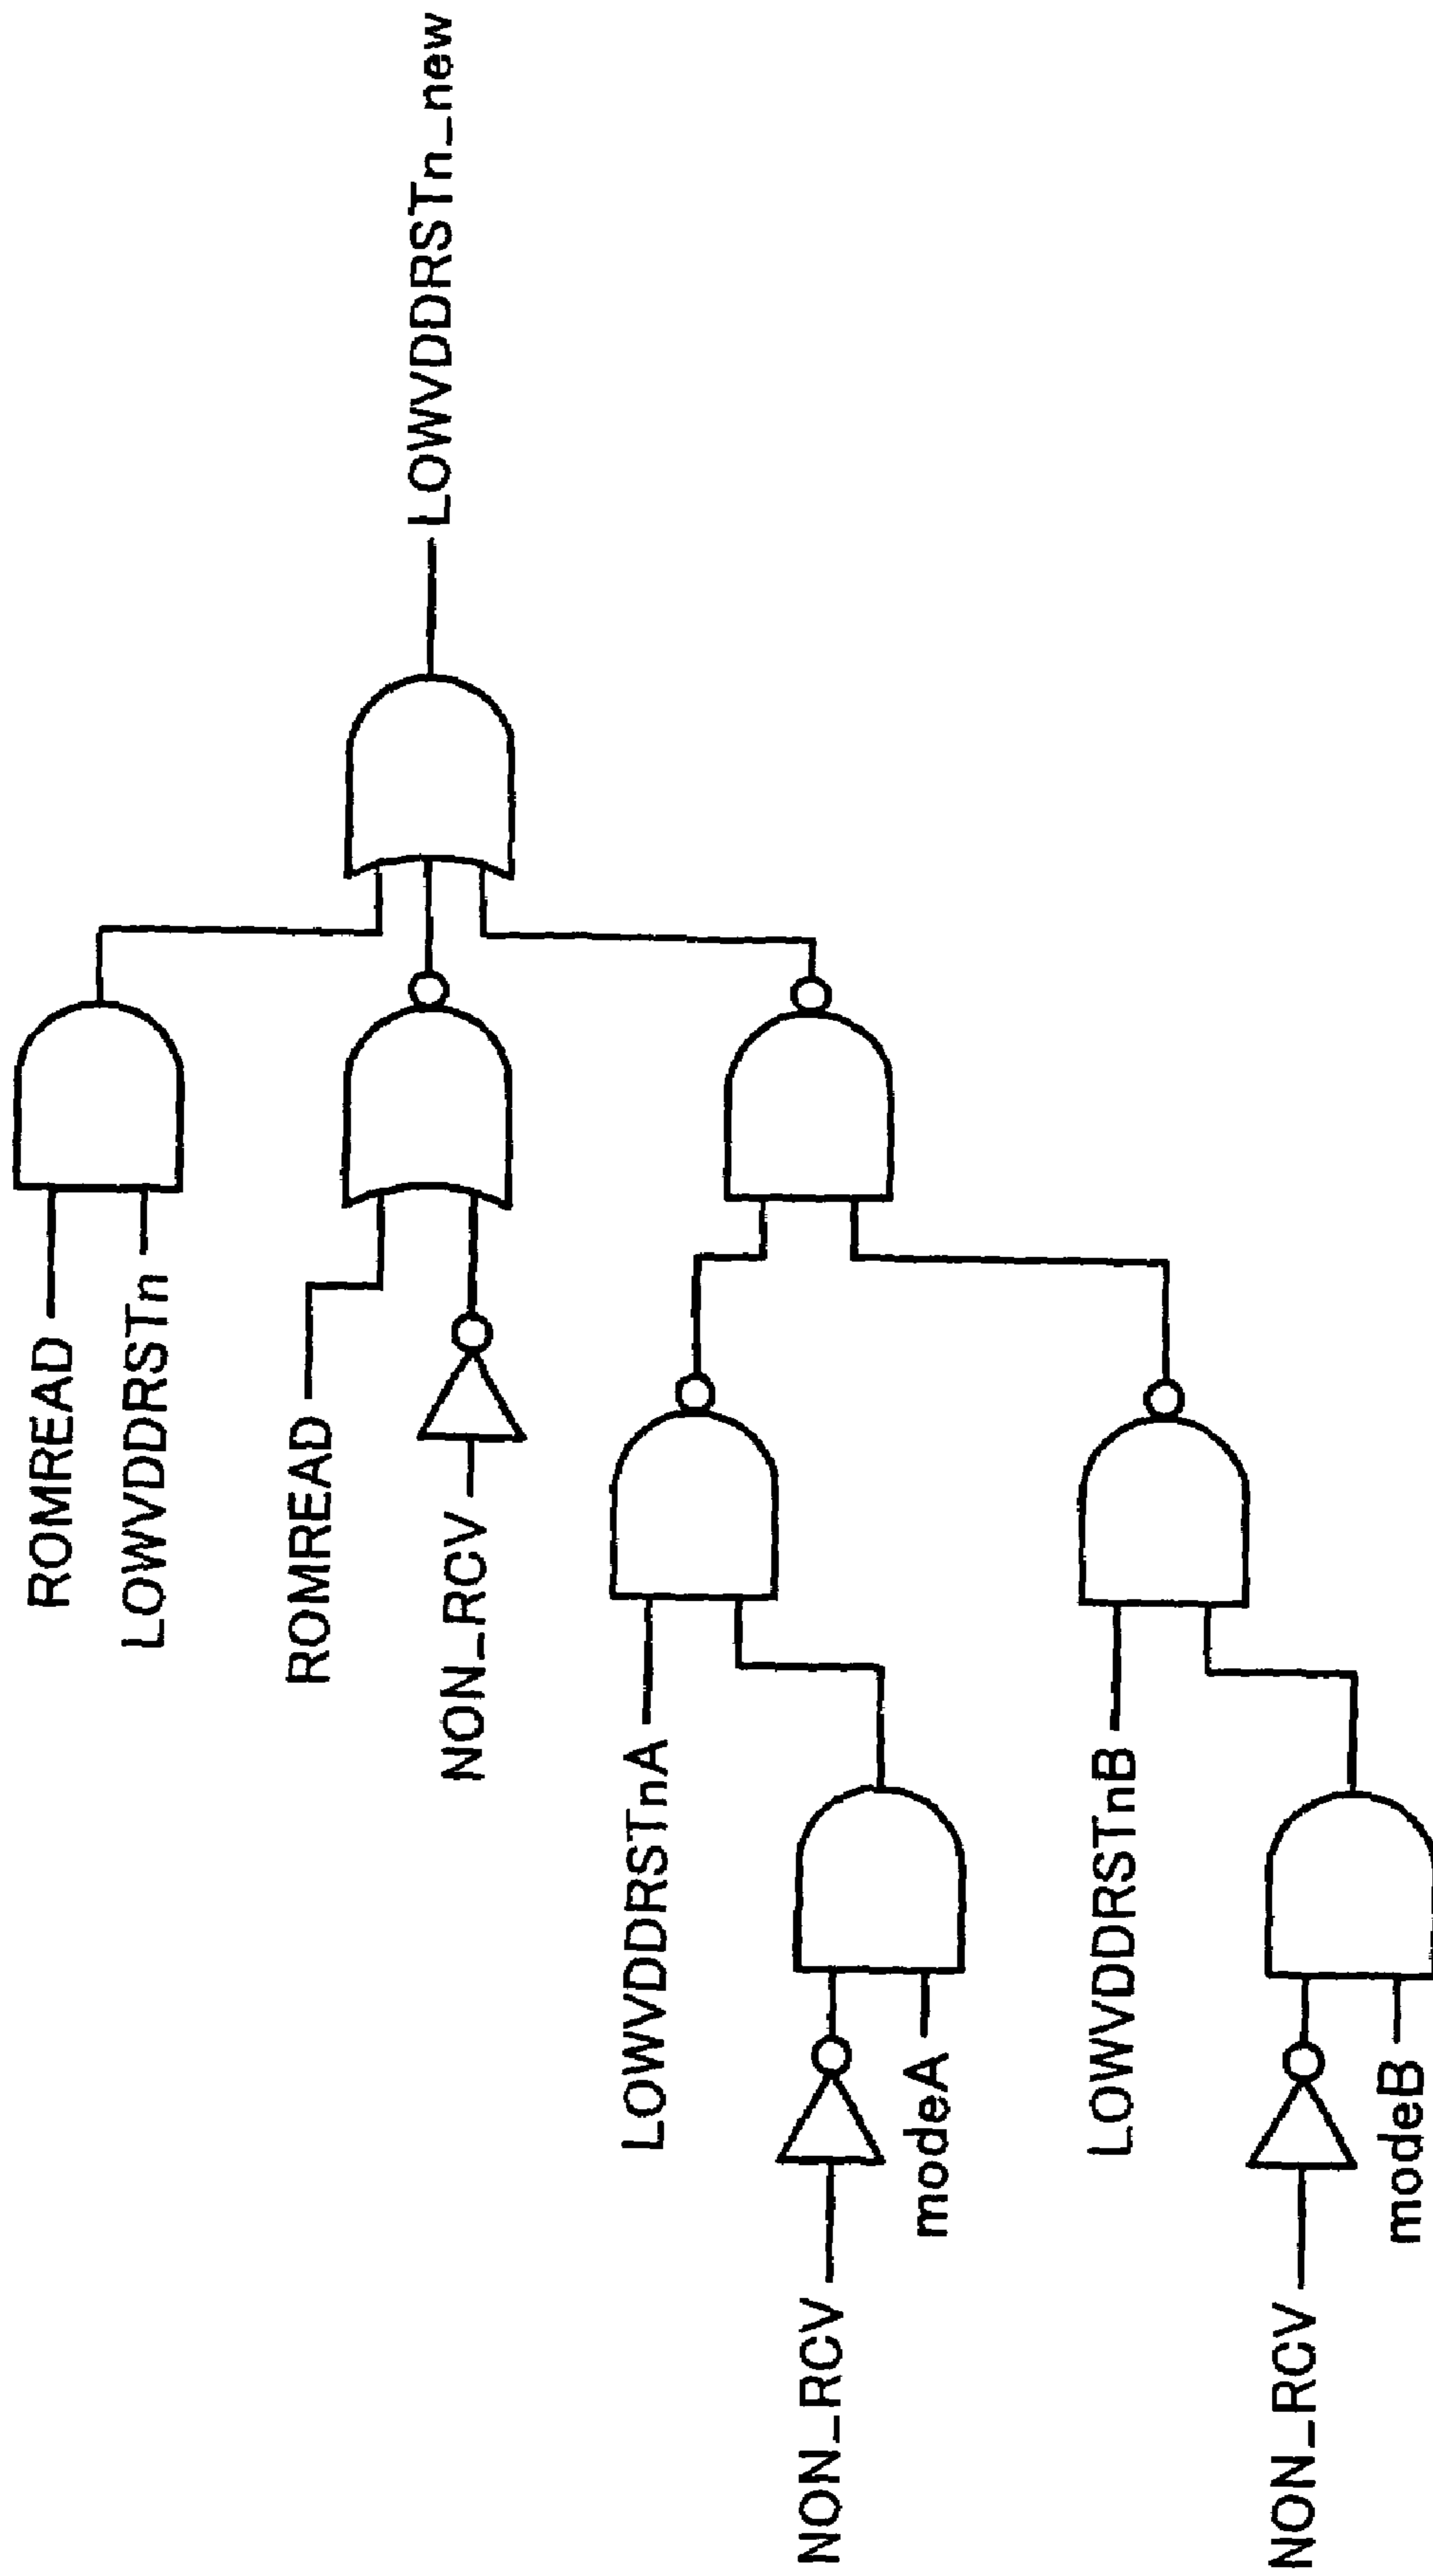 ROMREAD
LOWVDDRSTn
ROMREAD
NON_RCV
LOWVDDRSTn_new
LOWVDDRSTnA
NON_RCV
modeA
LOWVDDRSTnB
NON_RCV
modeB